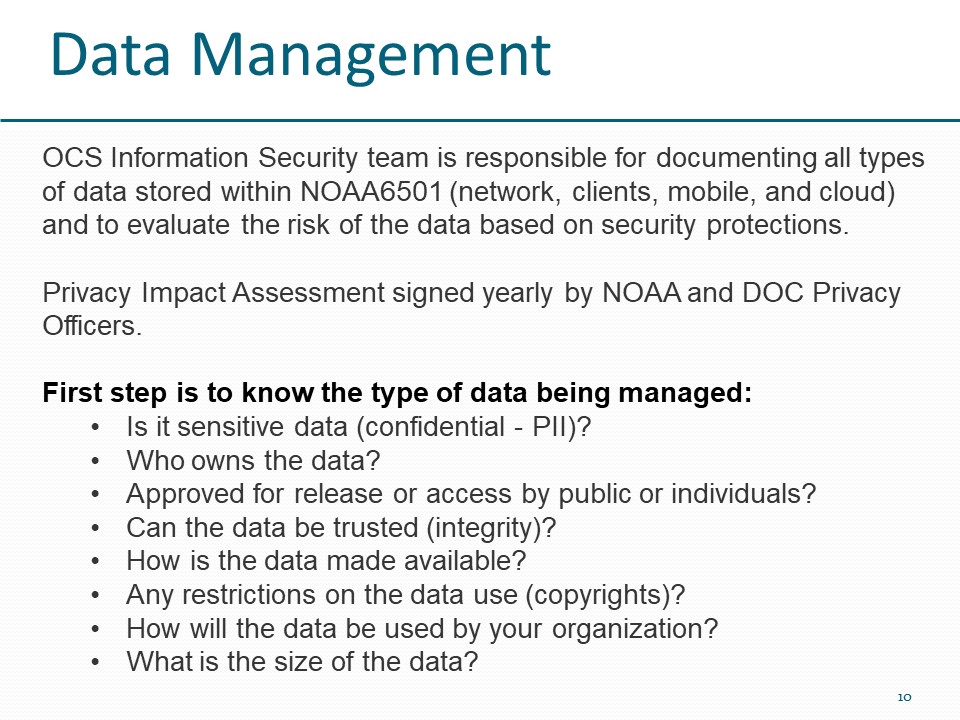 Data Management
OCS Information Security team is responsible for documenting all types
of data stored within NOAA6501 (network, clients, mobile, and cloud)
and to evaluate the risk of the data based on security protections.
Privacy Impact Assessment signed yearly by NOAA and DOC Privacy
Officers.
First step is to know the type of data being managed:
• Is it sensitive data (confidential - PII)?
• Who owns the data?
• Approved for release or access by public or individuals?
• Can the data be trusted (integrity)?
• How is the data made available?
• Any restrictions on the data use (copyrights)?
• How will the data be used by your organization?
• What is the size of the data?
10